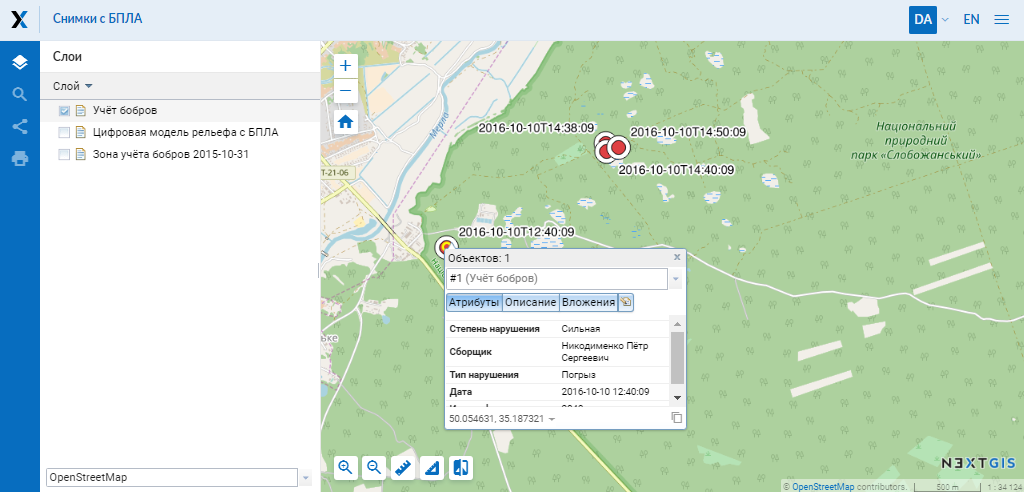 Снимки с БПЛА
DA
EN
Слои
Слой
Учёт бобров
Цифровая модель рельефа с БПЛА
Зона учёта бобров 2015-10-31
OpenStreetMap
Мерло
Т-21-06
2016-10-10T14:38:09
2016-10-10T14:50:09
2016-10-10T14:40:09
Національний
природний
парк «Слобожанський»
2016-10-10T12:40:09
Объектов: 1
#1 (Учёт бобров)
Атрибуты Описание Вложения
Степень нарушения Сильная
Сборщик Никодименко Пётр
Сергеевич
Тип нарушения Погрыз
Дата 2016-10-10 12:40:09
50.054631, 35.187321
NEXTGIS
© OpenStreetMap contributors. 500 m 1 : 34 124